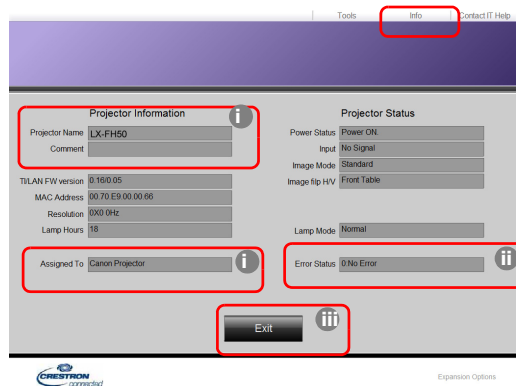 Tools Info Contact IT Help
Projector Information
i
Projector Name LX-FH50
Comment
TI/LAN FW version 0.16/0.05
MAC Address 00.70.E9.00.00.66
Resolution 0X0 0Hz
Lamp Hours 18
Assigned To Canon Projector
i
Projector Status
Power Status Power ON.
Input No Signal
Image Mode Standard
Image filp H/V Front Table
Lamp Mode Normal
Error Status 0:No Error
ii
Exit
iii
CRESTRON
connected
Expansion Options